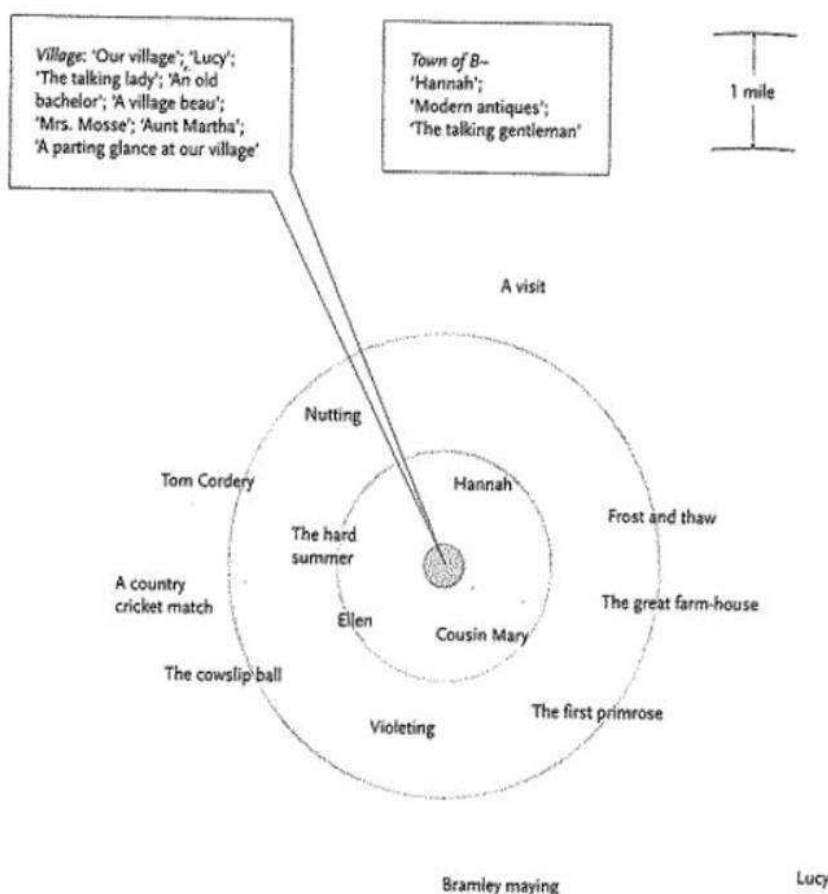 Village: 'Our village'; 'Lucy';
'The talking lady'; 'An old
bachelor'; 'A village beau';
'Mrs. Mosse'; 'Aunt Martha';
'A parting glance at our village'
Town of B~
'Hannah';
'Modern antiques';
'The talking gentleman'
1 mile
A visit
Nutting
Tom Cordery
Hannah
Frost and thaw
The hard
summer
A country
cricket match
The great farm-house
Ellen
Cousin Mary
The cowslip ball
The first primrose
Violeting
Bramley maying
Lucy